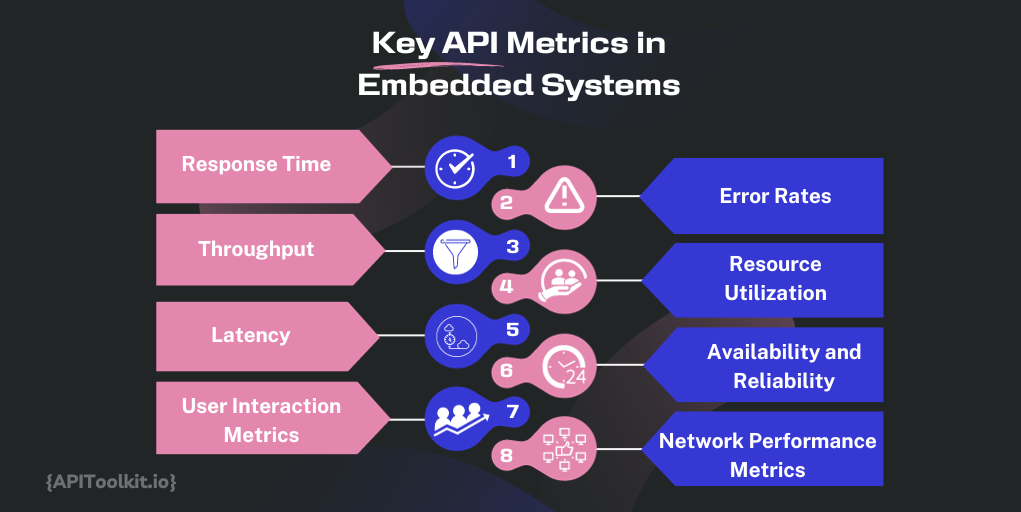 Key API Metrics in
Embedded Systems
Response Time
1
2
Error Rates
Throughput
3
4
Resource
Utilization
Latency
5
6
24
Availability and
Reliability
User Interaction
Metrics
7
8
Network Performance
Metrics
{APIToolkit.io}